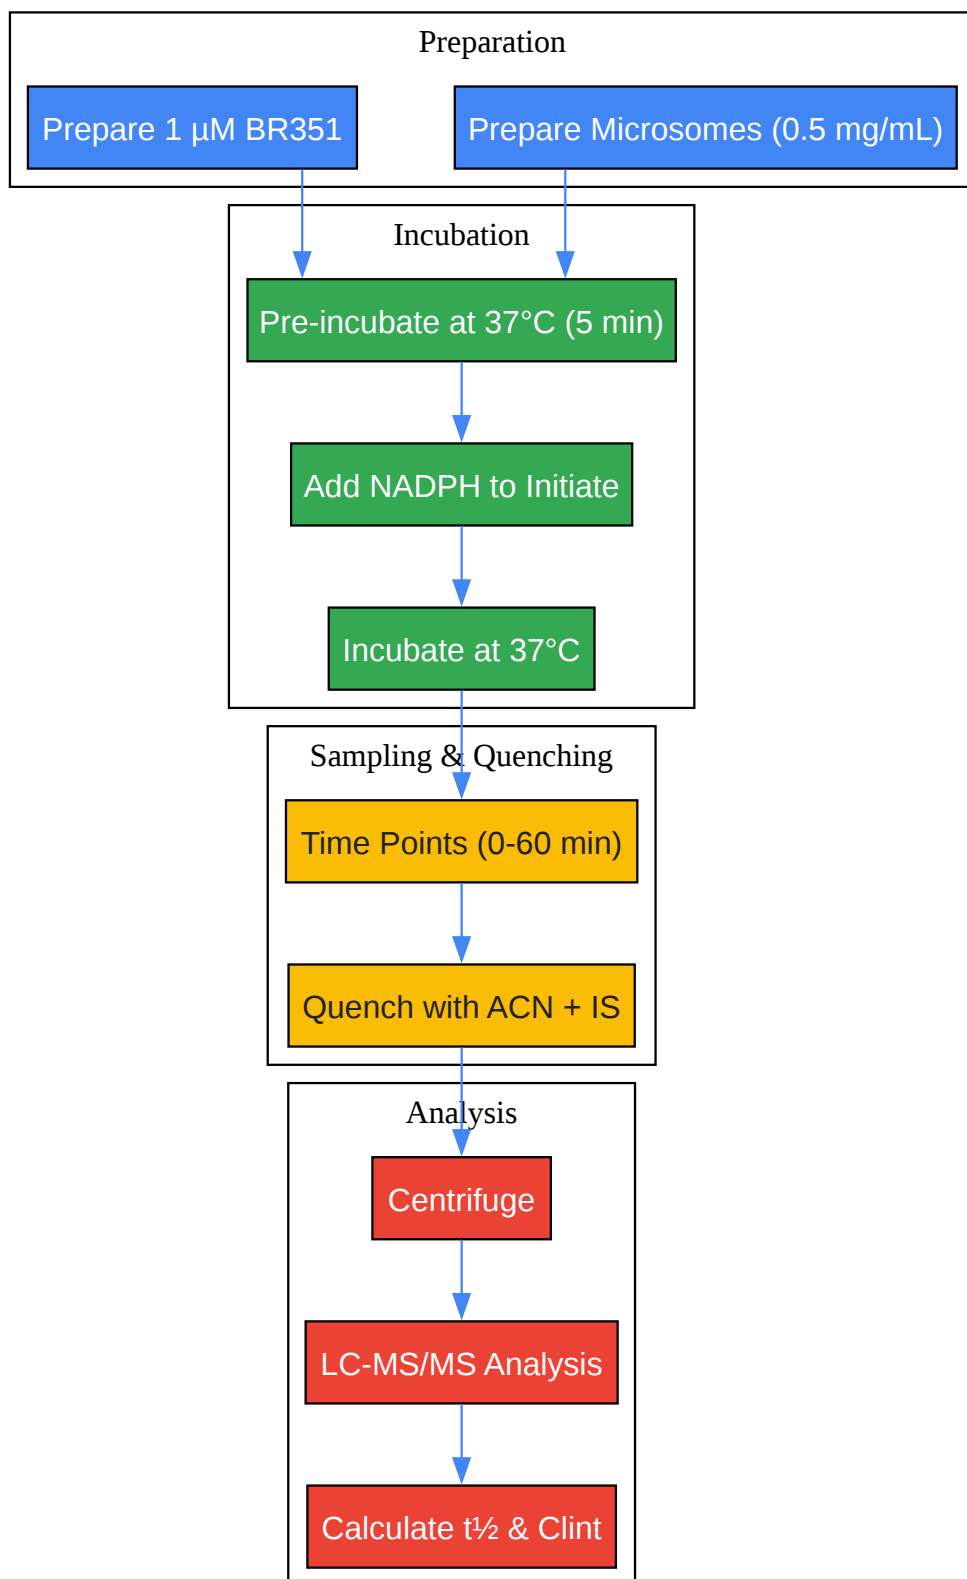 Preparation
Prepare 1 µM BR351
Prepare Microsomes (0.5 mg/mL)
Incubation
Pre-incubate at 37°C (5 min)
Add NADPH to Initiate
Incubate at 37°C
Sampling & Quenching
Time Points (0-60 min)
Quench with ACN + IS
Analysis
Centrifuge
LC-MS/MS Analysis
Calculate t½ & Clint